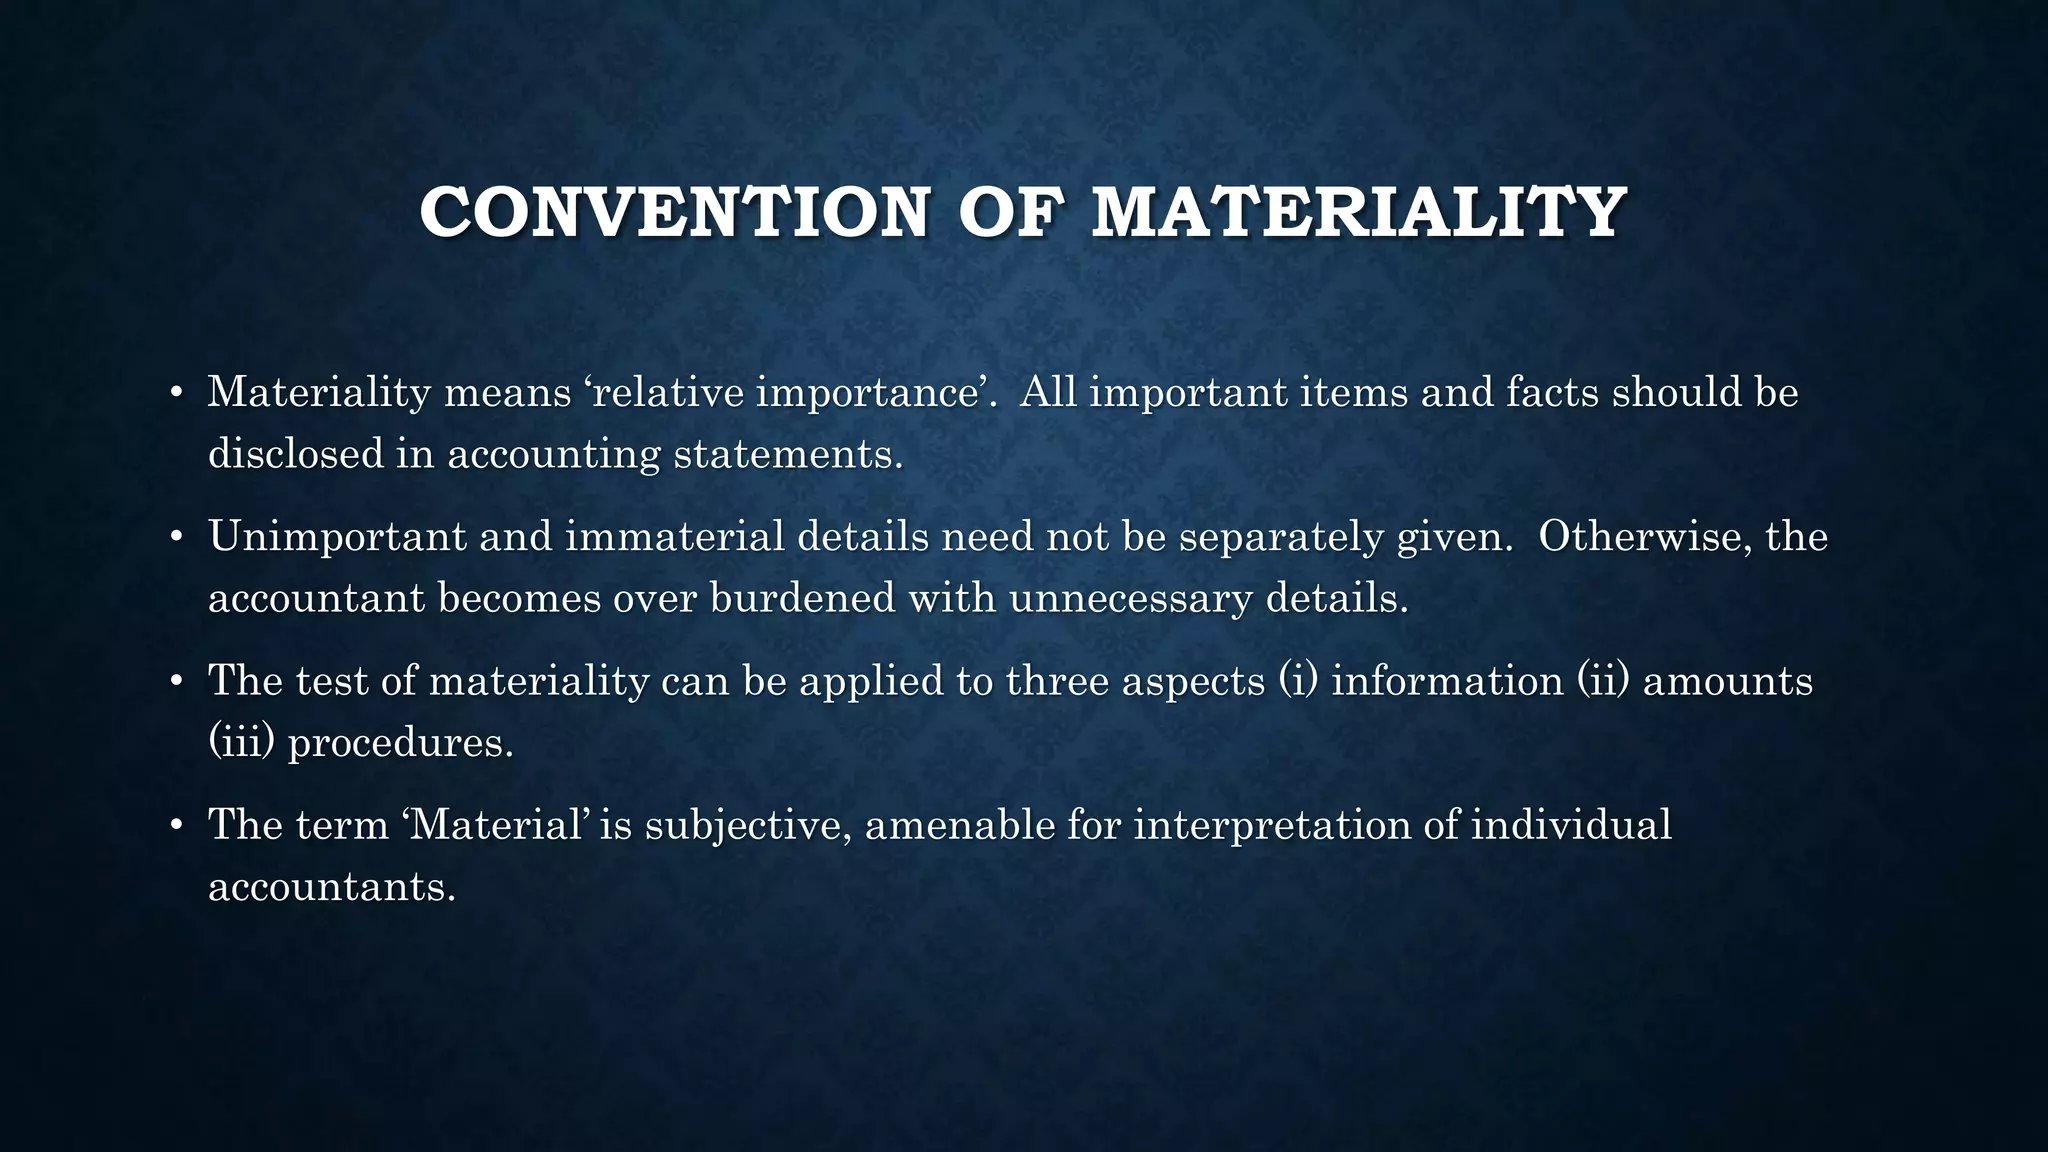 CONVENTION OF MATERIALITY
• Materiality means ‘relative importance’.  All important items and facts should be
disclosed in accounting statements.
• Unimportant and immaterial details need not be separately given.  Otherwise, the
accountant becomes over burdened with unnecessary details.
• The test of materiality can be applied to three aspects (i) information (ii) amounts
(iii) procedures.
• The term ‘Material’ is subjective, amenable for interpretation of individual
accountants.